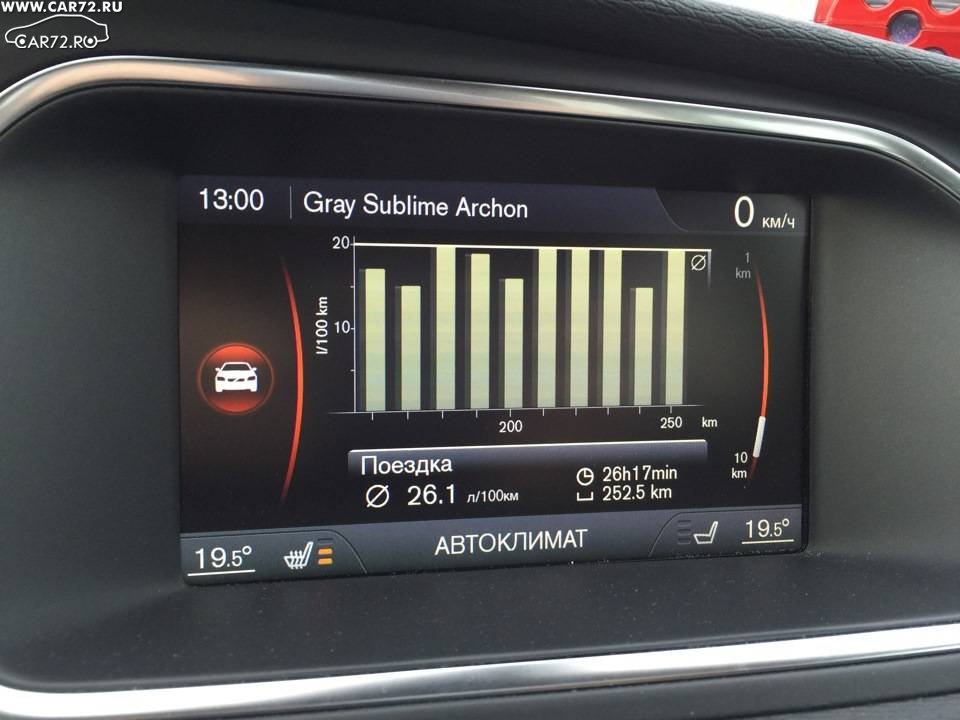 WWW.CAR72.RU
CAR72.RO
13:00 Gray Sublime Archon 0 км/ч
20
10
l/100 km
Ø
1 km
200 250 km
10 km
Поездка
Ø 26.1 л/100км
26h17min
252.5 km
19.5° АВТОКЛИМАТ 19.5°